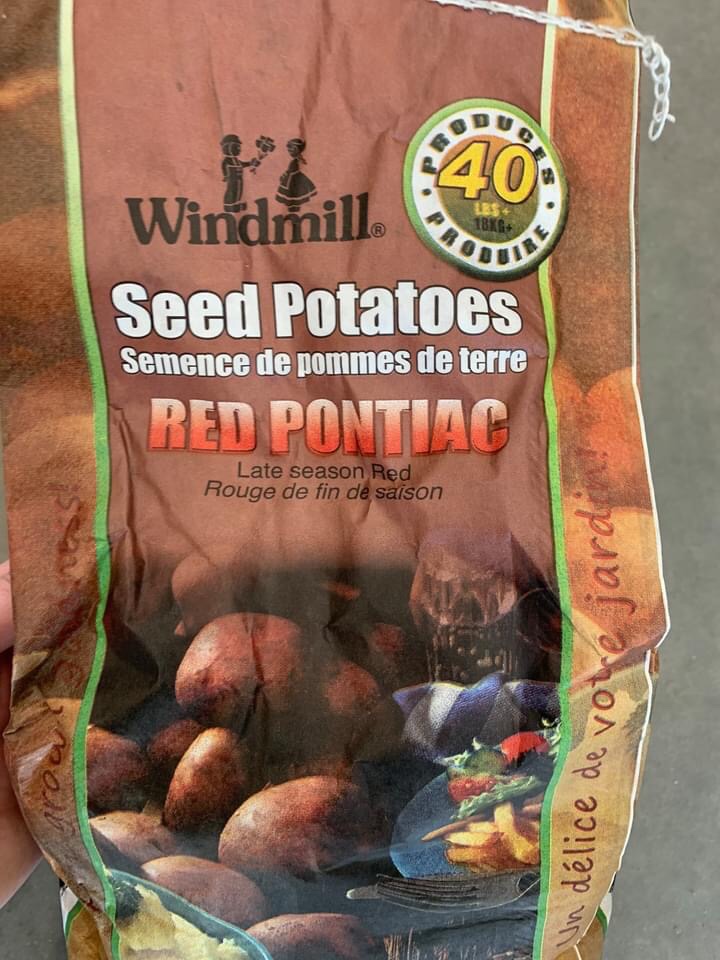 Windmill®
PRODUCES
40
LBS+
18KG+
PRODUIRE
Seed Potatoes
Semence de pommes de terre
RED PONTIAC
Late season Red
Rouge de fin de saison
Un délice de votre jardin!